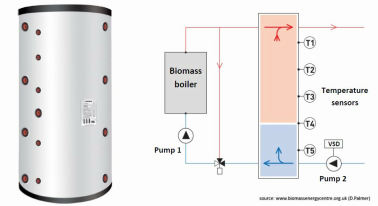 T1
Biomass
boiler
T2
Temperature
sensors
T3
T4
VSD
Pump 1
T5
Pump 2
source: www.biomassenergycentre.org.uk (D.Palmer)